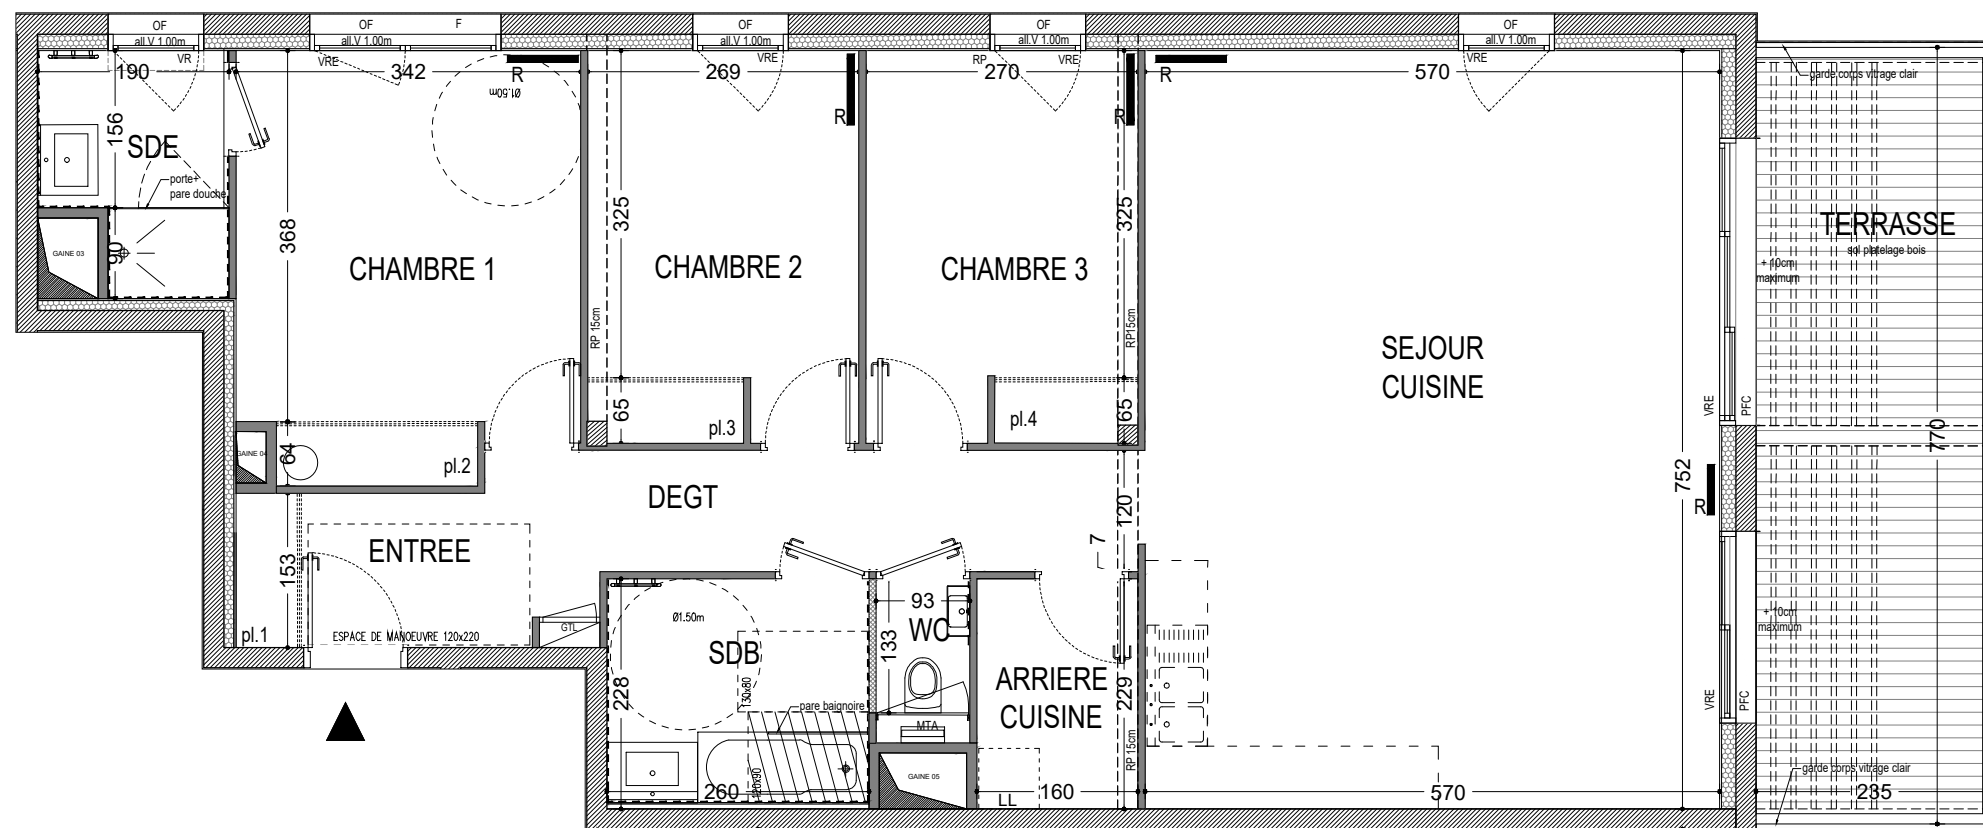 OF
OF
F
OF
OF
OF
all.V 1.00m
all.V 1.00m
all.V 1.00m
all.V 1.00m
all.V 1.00m
VR
VRE
VRE
RP
VRE
VRE
190
342
R
269
270
R
570
garde corps vitrage clair
Ø1.50m
R
R
156
SDE
porte+
pare douche
368
325
325
TERRASSE
sol platelage bois
90
GAINE 03
CHAMBRE 1
CHAMBRE 2
CHAMBRE 3
+ 10cm
maximum
RP 15cm
RP15cm
SEJOUR
CUISINE
65
pl.3
pl.4
65
VRE
PFC
770
GAINE 04
64
pl.2
752
DEGT
120
R
7
153
ENTREE
ESPACE DE MANOEUVRE 120x220
pl.1
GTL
Ø1.50m
93
WC
133
+ 10cm
maximum
SDB
228
130x80
pare baignoire
ARRIERE
CUISINE
229
VRE
PFC
MTA
RP 15cm
GAINE 05
120x90
260
LL
160
570
garde corps vitrage clair
235